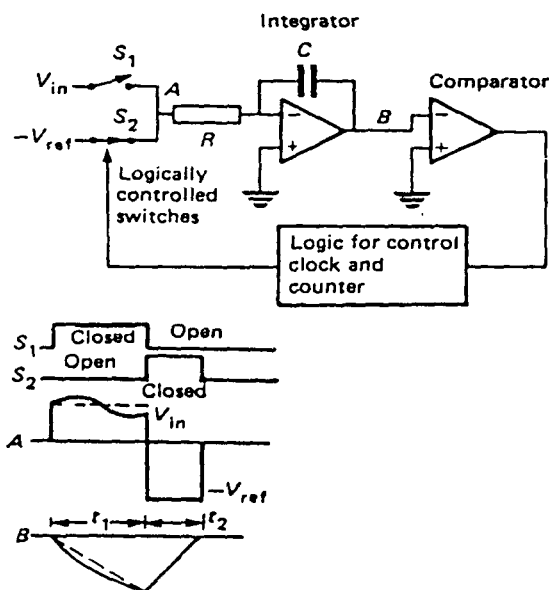 Integrator
S1
C
Vin
A
Comparator
S2
−
−
B
−Vref
R
+
+
Logically
controlled
switches
Logic for control
clock and
counter
S1
Closed
Open
S2
Open
Closed
Vin
A
−Vref
t1
t2
B